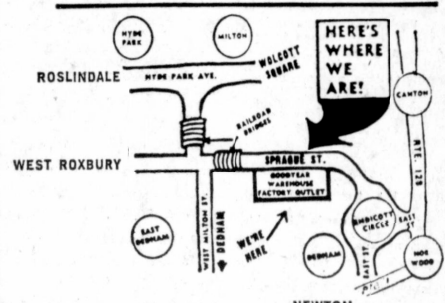 HYDE
PARK
MILTON
HERE'S
WHERE
WE
ARE!
WOLCOTT
SQUARE
ROSLINDALE
HYDE PARK AVE.
CANTON
RAILROAD
BRIDGES
RTE. 128
WEST ROXBURY
SPRAGUE ST.
GOODYEAR
WAREHOUSE
FACTORY OUTLET
ENDICOTT
CIRCLE
EAST
ST.
EAST
DEDHAM
WEST MILTON ST.
DEDHAM
WE'RE
HERE
DEDHAM
EAST ST.
NOR
WOOD
NEWTON